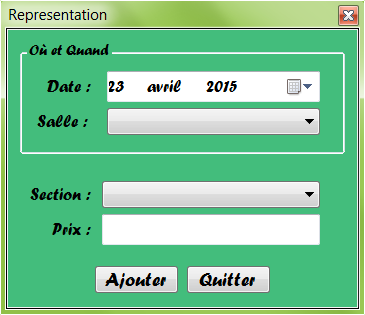 Representation
Où et Quand
Date : 23 avril 2015
Salle :
Section :
Prix :
Ajouter Quitter